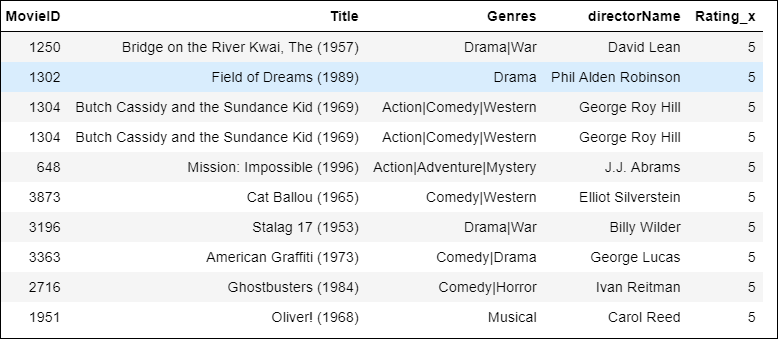 MovieID Title Genres directorName Rating_x
1250 Bridge on the River Kwai, The (1957) Drama|War David Lean 5
1302 Field of Dreams (1989) Drama Phil Alden Robinson 5
1304 Butch Cassidy and the Sundance Kid (1969) Action|Comedy|Western George Roy Hill 5
1304 Butch Cassidy and the Sundance Kid (1969) Action|Comedy|Western George Roy Hill 5
648 Mission: Impossible (1996) Action|Adventure|Mystery J.J. Abrams 5
3873 Cat Ballou (1965) Comedy|Western Elliot Silverstein 5
3196 Stalag 17 (1953) Drama|War Billy Wilder 5
3363 American Graffiti (1973) Comedy|Drama George Lucas 5
2716 Ghostbusters (1984) Comedy|Horror Ivan Reitman 5
1951 Oliver! (1968) Musical Carol Reed 5